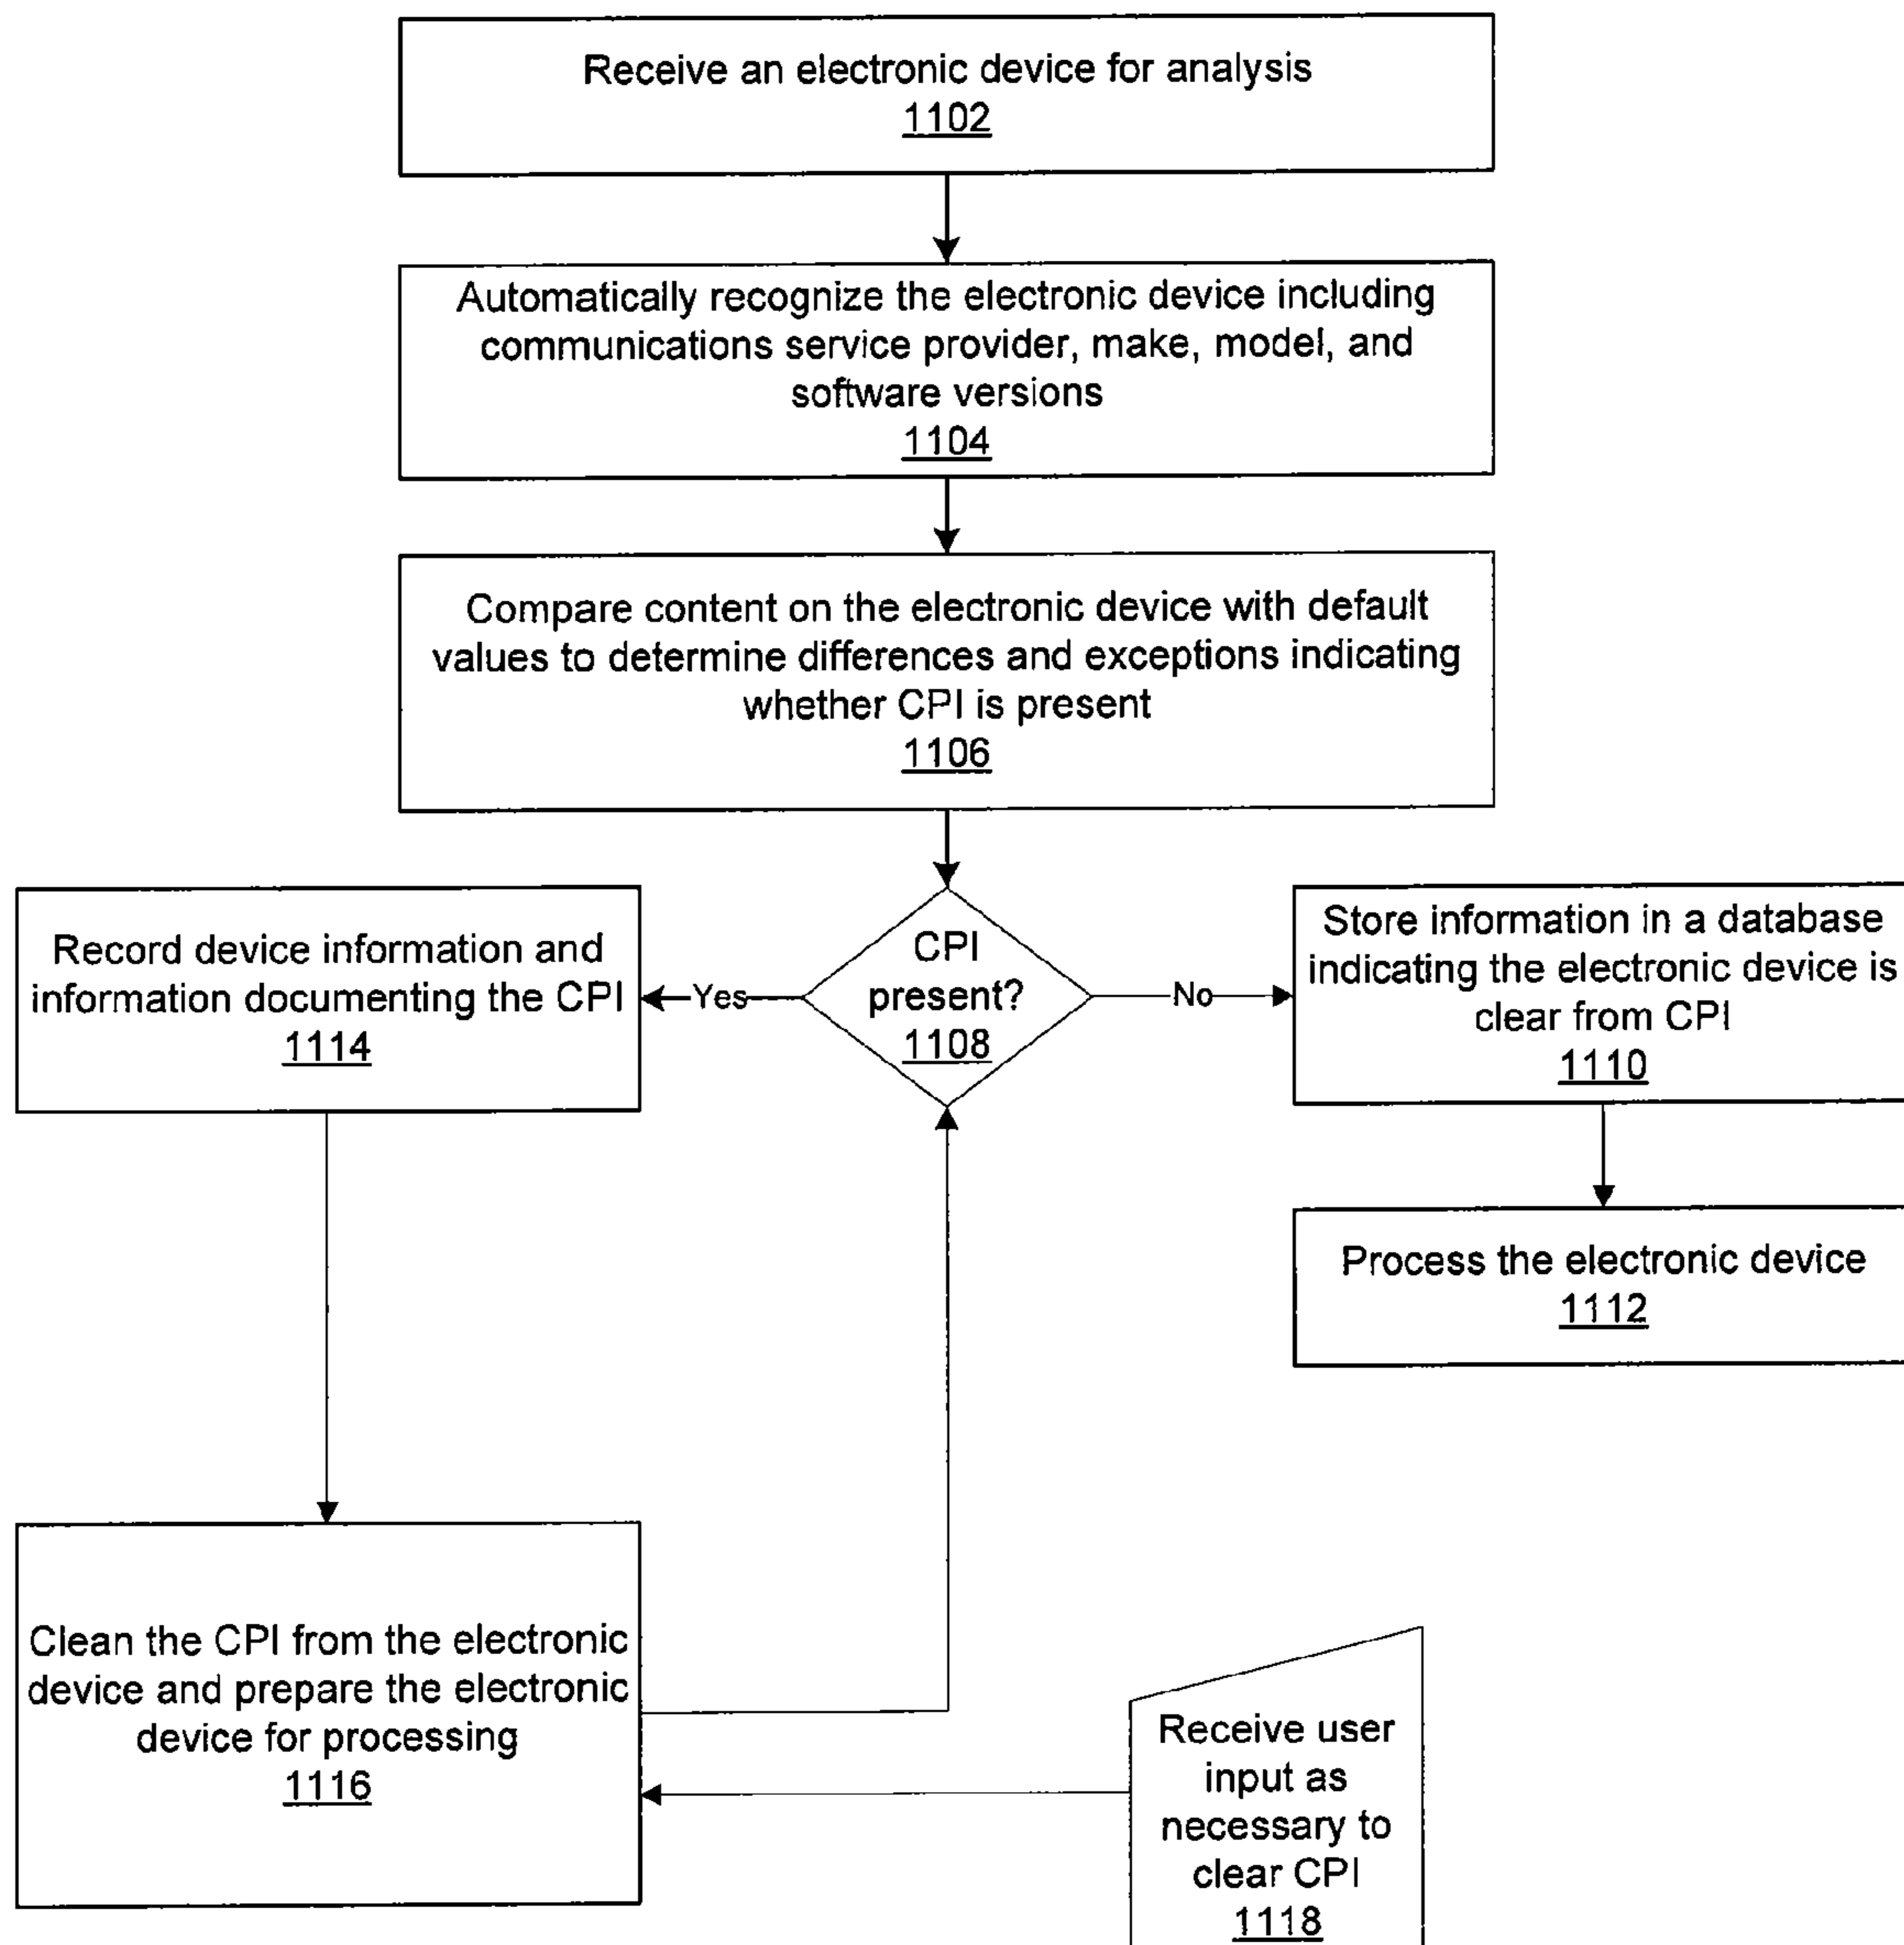 Receive an electronic device for analysis
1102
Automatically recognize the electronic device including
communications service provider, make, model, and
software versions
1104
Compare content on the electronic device with default
values to determine differences and exceptions indicating
whether CPI is present
1106
CPI
present?
1108
Yes
No
Record device information and
information documenting the CPI
1114
Store information in a database
indicating the electronic device is
clear from CPI
1110
Process the electronic device
1112
Clean the CPI from the electronic
device and prepare the electronic
device for processing
1116
Receive user
input as
necessary to
clear CPI
1118